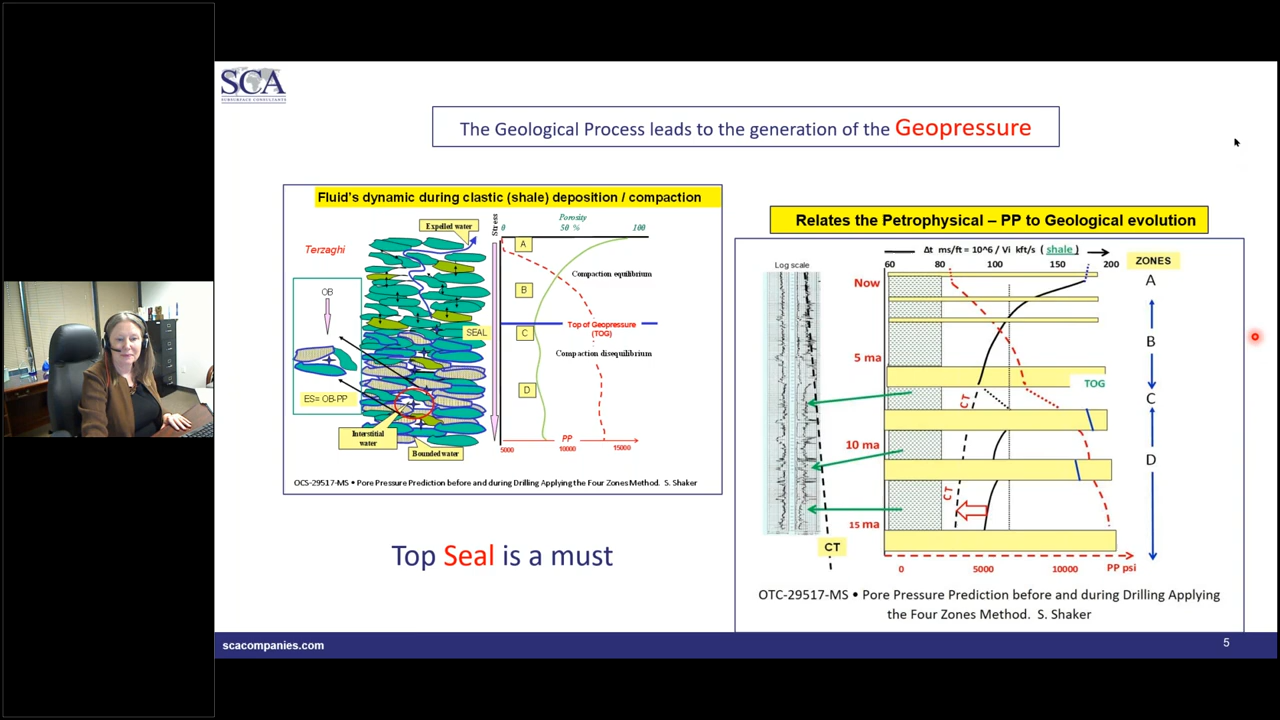 SCA
SUBSURFACE CONSULTANTS
The Geological Process leads to the generation of the Geopressure
Fluid's dynamic during clastic (shale) deposition / compaction
Expelled water
Stress
Porosity
0 50 % 100
Terzaghi
A
Compaction equilibrium
OB
B
SEAL
Top of Geopressure
(TOG)
C
Compaction disequilibrium
D
ES= OB-PP
Interstitial
water
Bounded water
PP
5000 10000 15000
OCS-29517-MS • Pore Pressure Prediction before and during Drilling Applying the Four Zones Method. S. Shaker
Top Seal is a must
Relates the Petrophysical – PP to Geological evolution
Δt ms/ft = 10^6 / Vi kft/s ( shale )
60 80 100 150 200
ZONES
Log scale
Now
A
B
5 ma
TOG
CT
C
10 ma
D
CT
15 ma
CT
0 5000 10000 PP psi
OTC-29517-MS • Pore Pressure Prediction before and during Drilling Applying
the Four Zones Method. S. Shaker
scacompanies.com
5